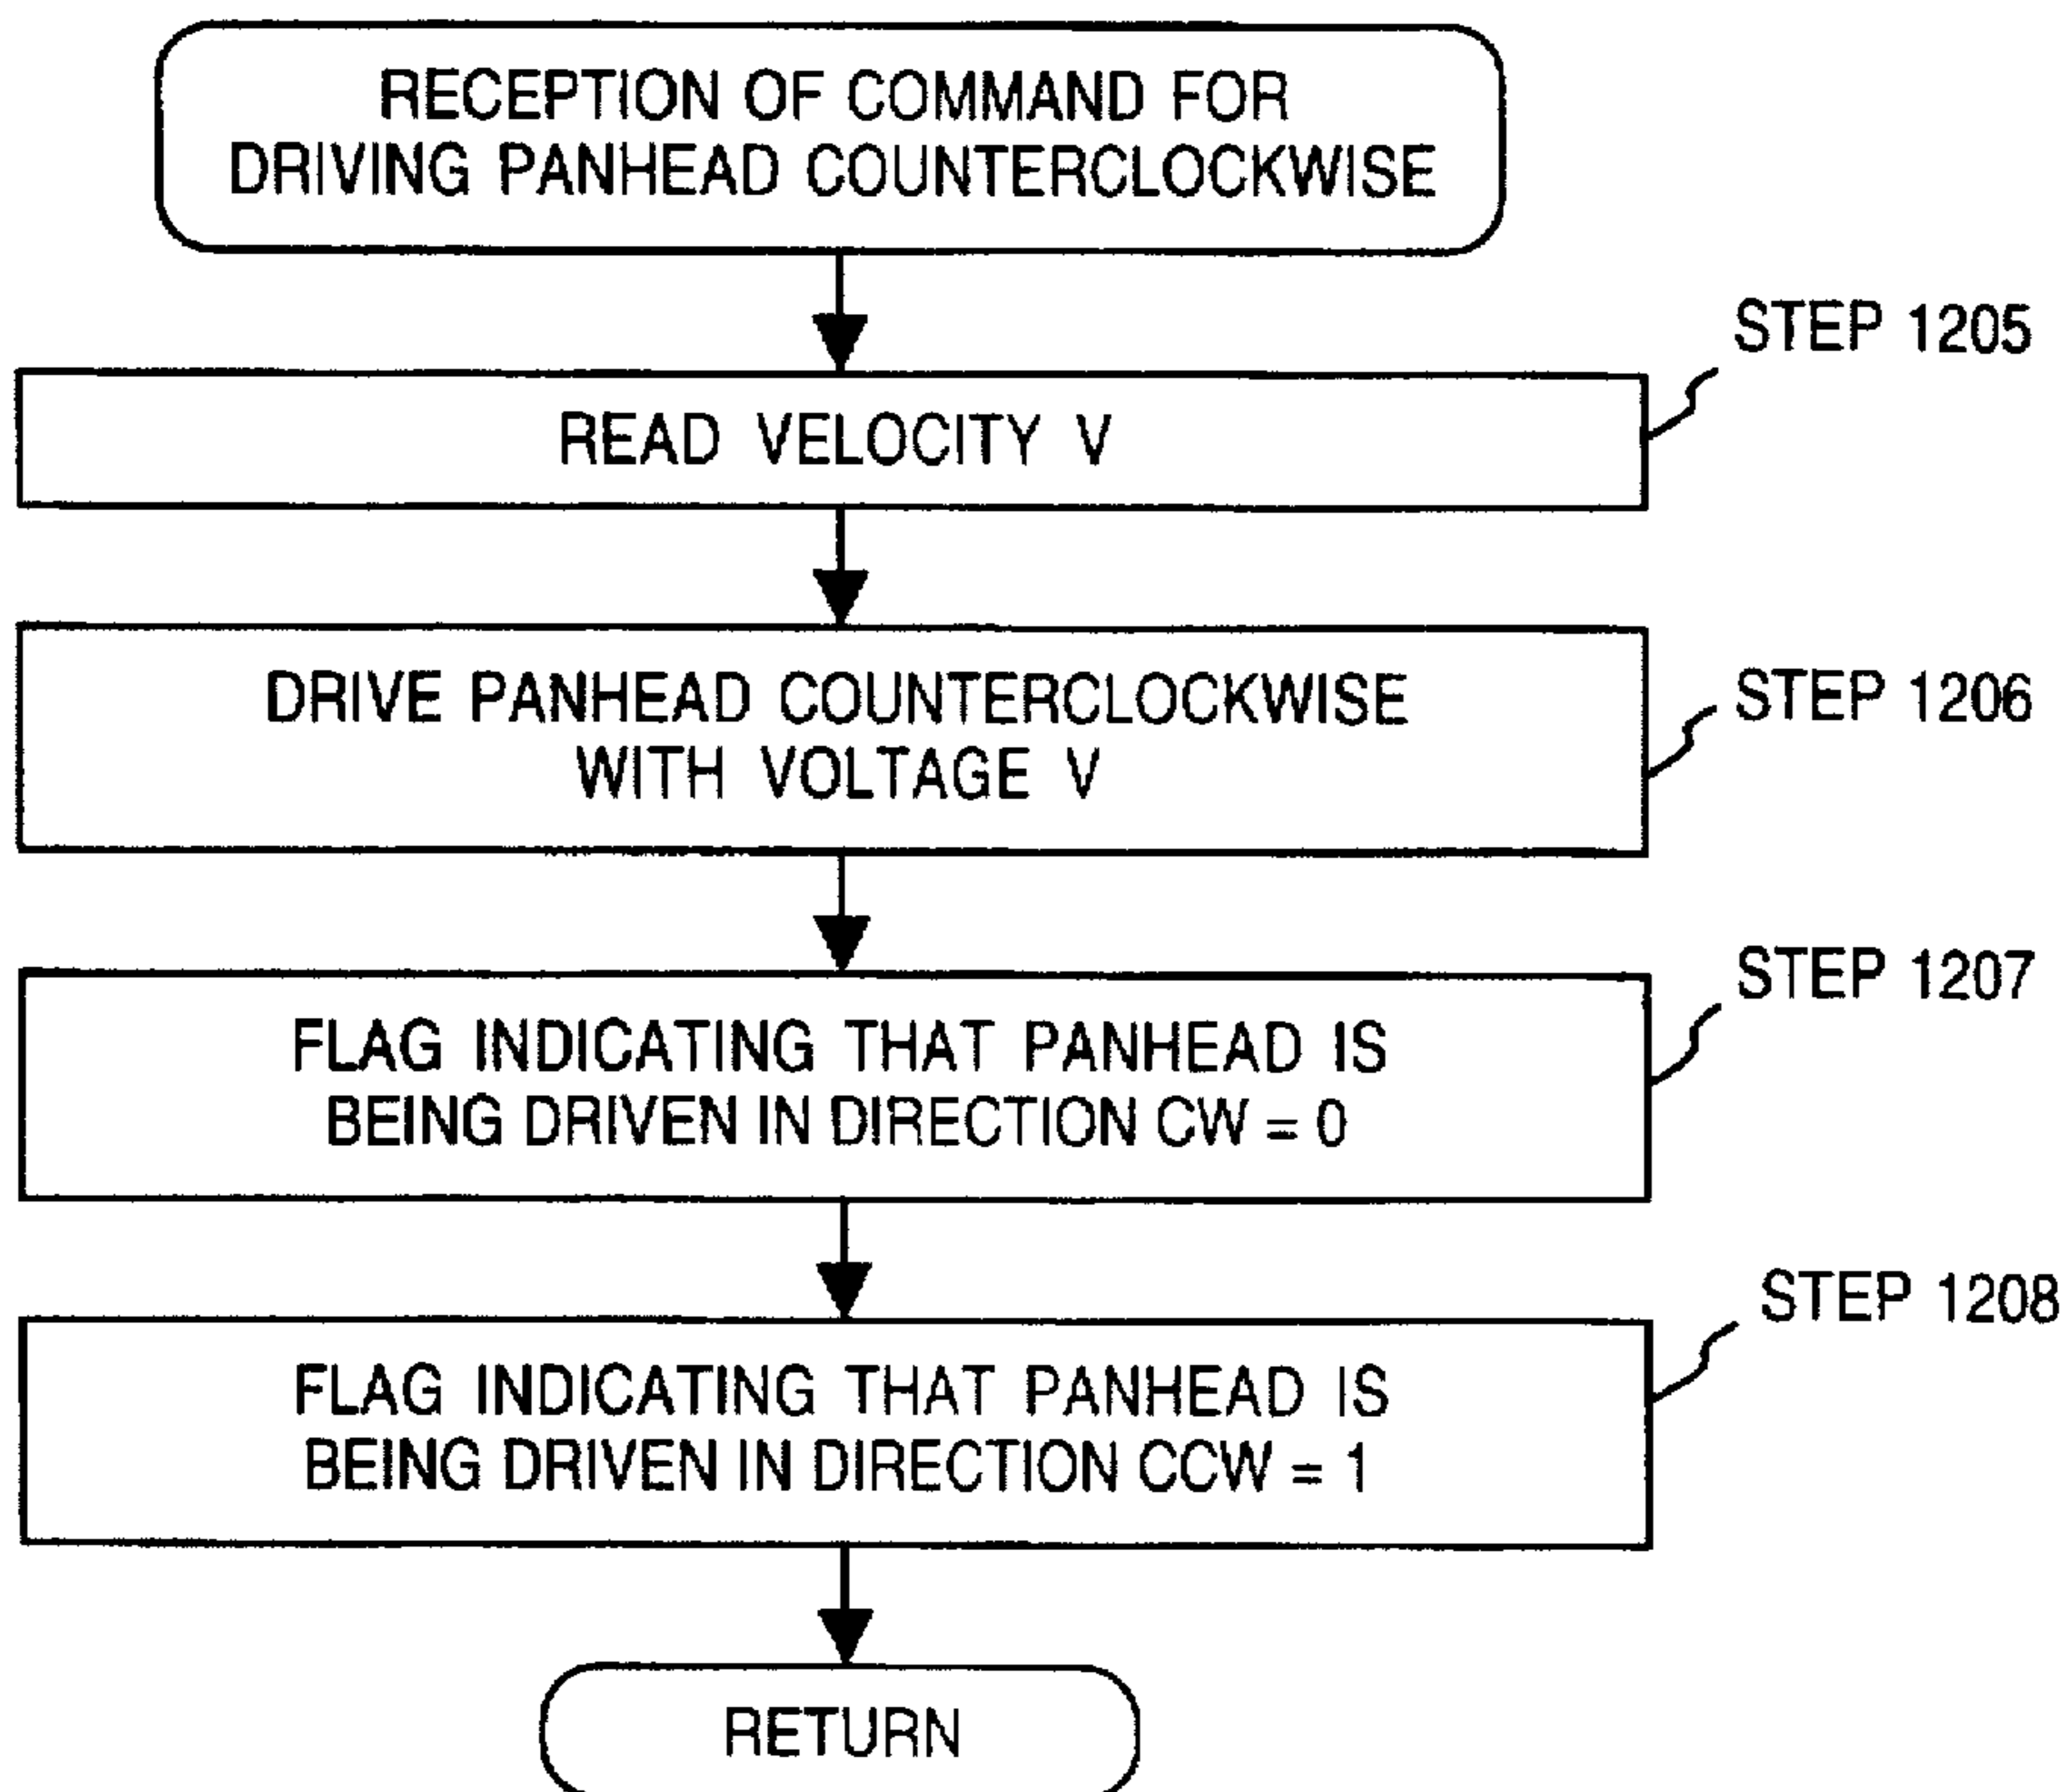 RECEPTION OF COMMAND FOR
DRIVING PANHEAD COUNTERCLOCKWISE
STEP 1205
READ VELOCITY V
STEP 1206
DRIVE PANHEAD COUNTERCLOCKWISE
WITH VOLTAGE V
STEP 1207
FLAG INDICATING THAT PANHEAD IS
BEING DRIVEN IN DIRECTION CW = 0
STEP 1208
FLAG INDICATING THAT PANHEAD IS
BEING DRIVEN IN DIRECTION CCW = 1
RETURN